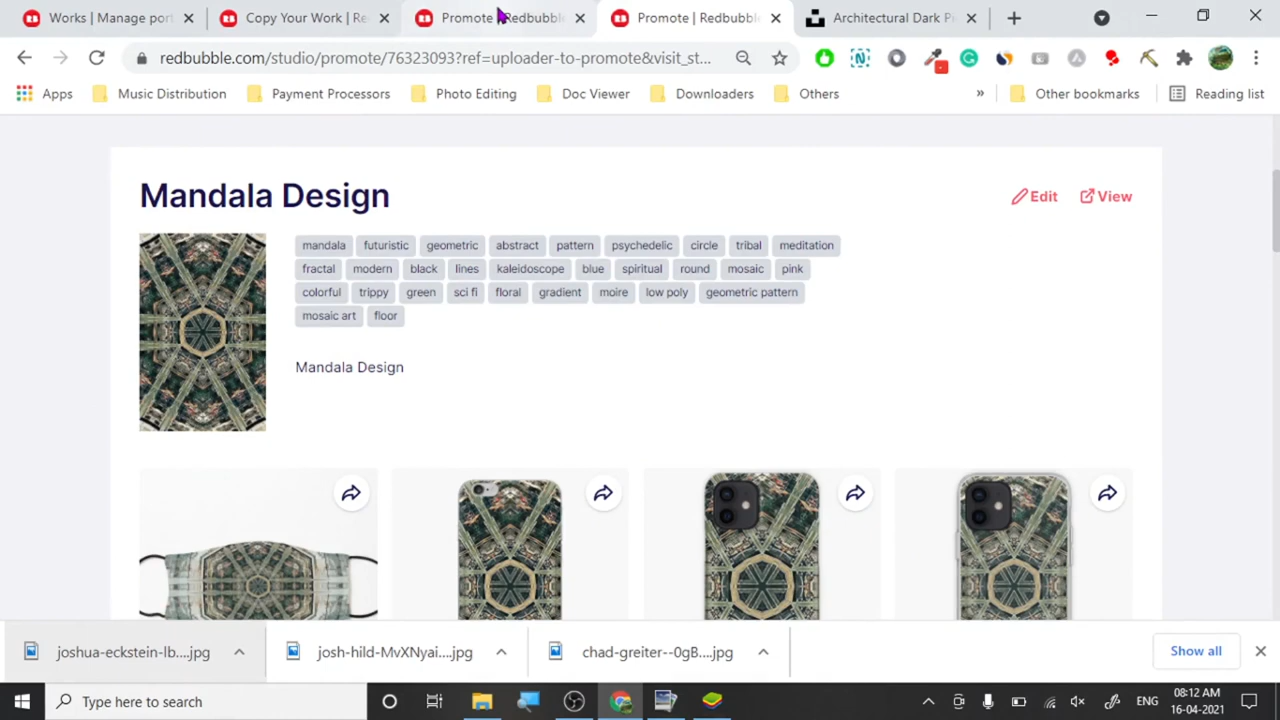 Works | Manage port
Copy Your Work | Re
Promote | Redbubble
Promote | Redbubble
Architectural Dark Pi
redbubble.com/studio/promote/76323093?ref=uploader-to-promote&visit_st...
Apps
Music Distribution
Payment Processors
Photo Editing
Doc Viewer
Downloaders
Others
»
Other bookmarks
Reading list
Mandala Design
Edit
View
mandala futuristic geometric abstract pattern psychedelic circle tribal meditation
fractal modern black lines kaleidoscope blue spiritual round mosaic pink
colorful trippy green sci fi floral gradient moire low poly geometric pattern
mosaic art floor
Mandala Design
joshua-eckstein-lb....jpg
josh-hild-MvXNyai....jpg
chad-greiter--0gB....jpg
Show all
Type here to search
ENG
08:12 AM
16-04-2021